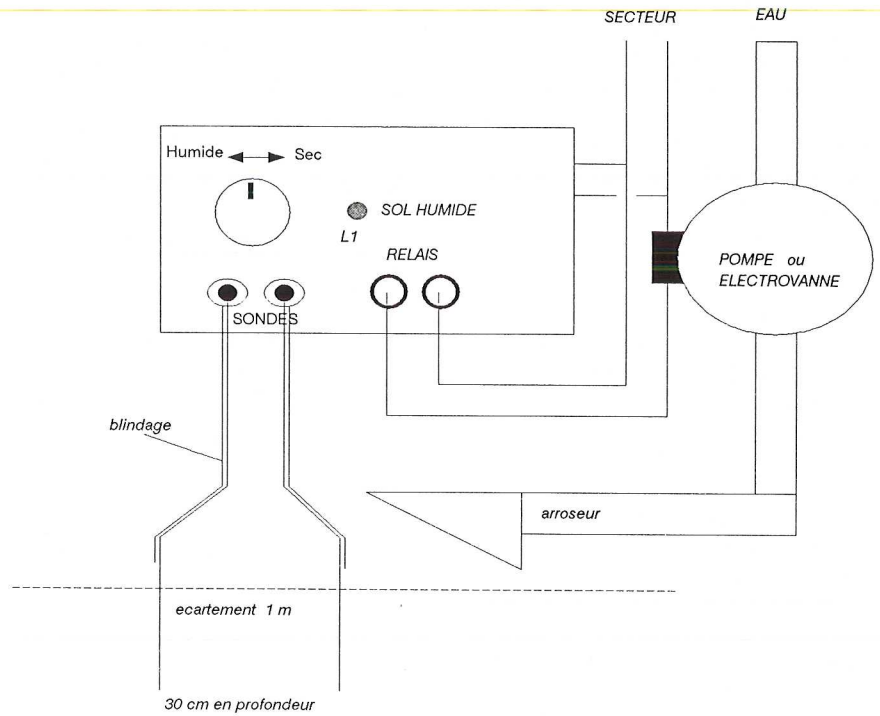 SECTEUR
EAU
Humide
Sec
SOL HUMIDE
L1
RELAIS
POMPE ou
ELECTROVANNE
SONDES
blindage
arroseur
ecartement 1 m
30 cm en profondeur